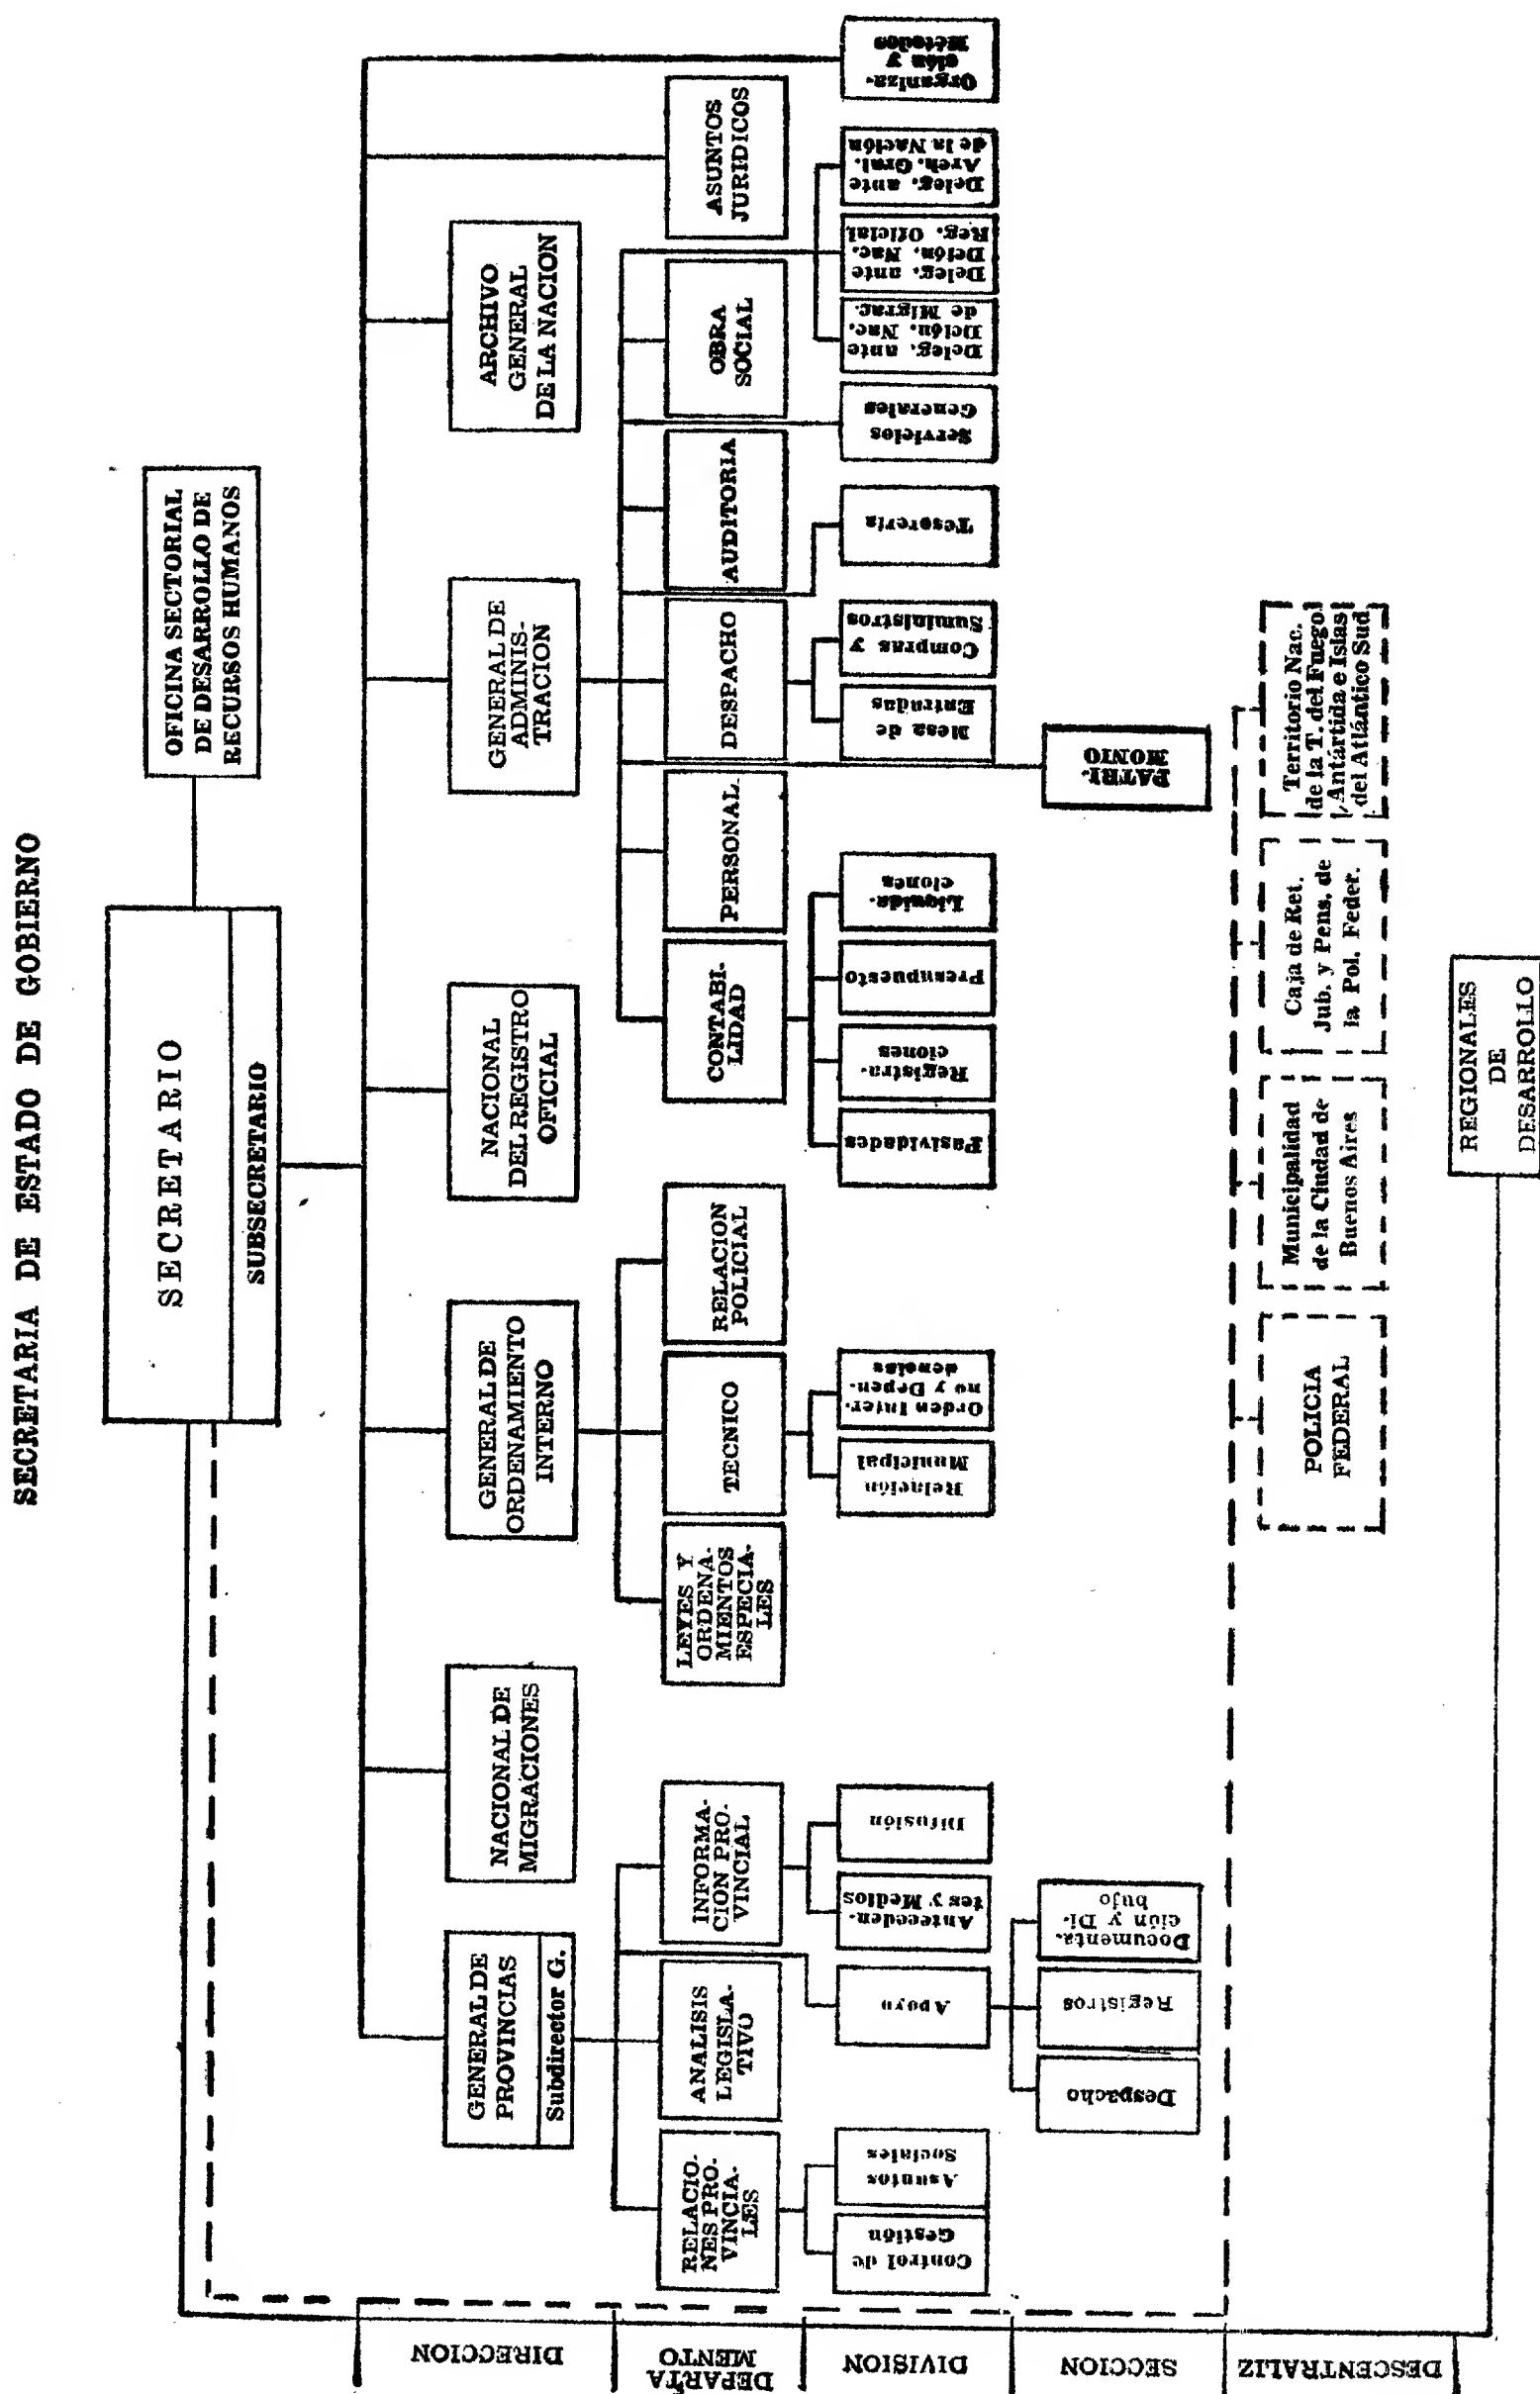 SECRETARIA DE ESTADO DE GOBIERNO
SECRETARIO
SUBSECRETARIO
OFICINA SECTORIAL
DE DESARROLLO DE
RECURSOS HUMANOS
DIRECCION
GENERAL DE
PROVINCIAS
Subdirector G.
NACIONAL DE
MIGRACIONES
GENERAL DE
ORDENAMIENTO
INTERNO
NACIONAL
DEL REGISTRO
OFICIAL
GENERAL DE
ADMINIS-
TRACION
ARCHIVO
GENERAL
DE LA NACION
DEPARTA
MENTO
RELACIO-
NES PRO-
VINCIA-
LES
ANALISIS
LEGISLA-
TIVO
INFORMA-
CION PRO-
VINCIAL
LEYES Y
ORDENA-
MIENTOS
ESPECIA-
LES
TECNICO
RELACION
POLICIAL
CONTABI-
LIDAD
PERSONAL
DESPACHO
AUDITORIA
OBRA
SOCIAL
ASUNTOS
JURIDICOS
DIVISION
Control de
Gestión
Asuntos
Sociales
Apoyo
Anteceden-
tes y Medios
Difusión
Relación
Municipal
Orden Inter-
no y Depen-
dencias
Pasividades
Registra-
ciones
Presupuesto
Liquida-
ciones
Mesa de
Entradas
Compras y
Suministros
Tesorería
Servicios
Generales
Deleg. ante
Dción. Nac.
de Migrac.
Deleg. ante
Dción. Nac.
Reg. Oficial
Deleg. ante
Arch. Gral.
de la Nación
Organiza-
ción y
Métodos
SECCION
Despacho
Registros
Documenta-
ción y Di-
bujo
PATRI-
MONIO
DESCENTRALIZ
POLICIA
FEDERAL
Municipalidad
de la Ciudad de
Buenos Aires
Caja de Ret.
Jub. y Pens. de
la Pol. Feder.
Territorio Nac.
de la T. del Fuego
Antártida e Islas
del Atlántico Sud
REGIONALES
DE
DESARROLLO